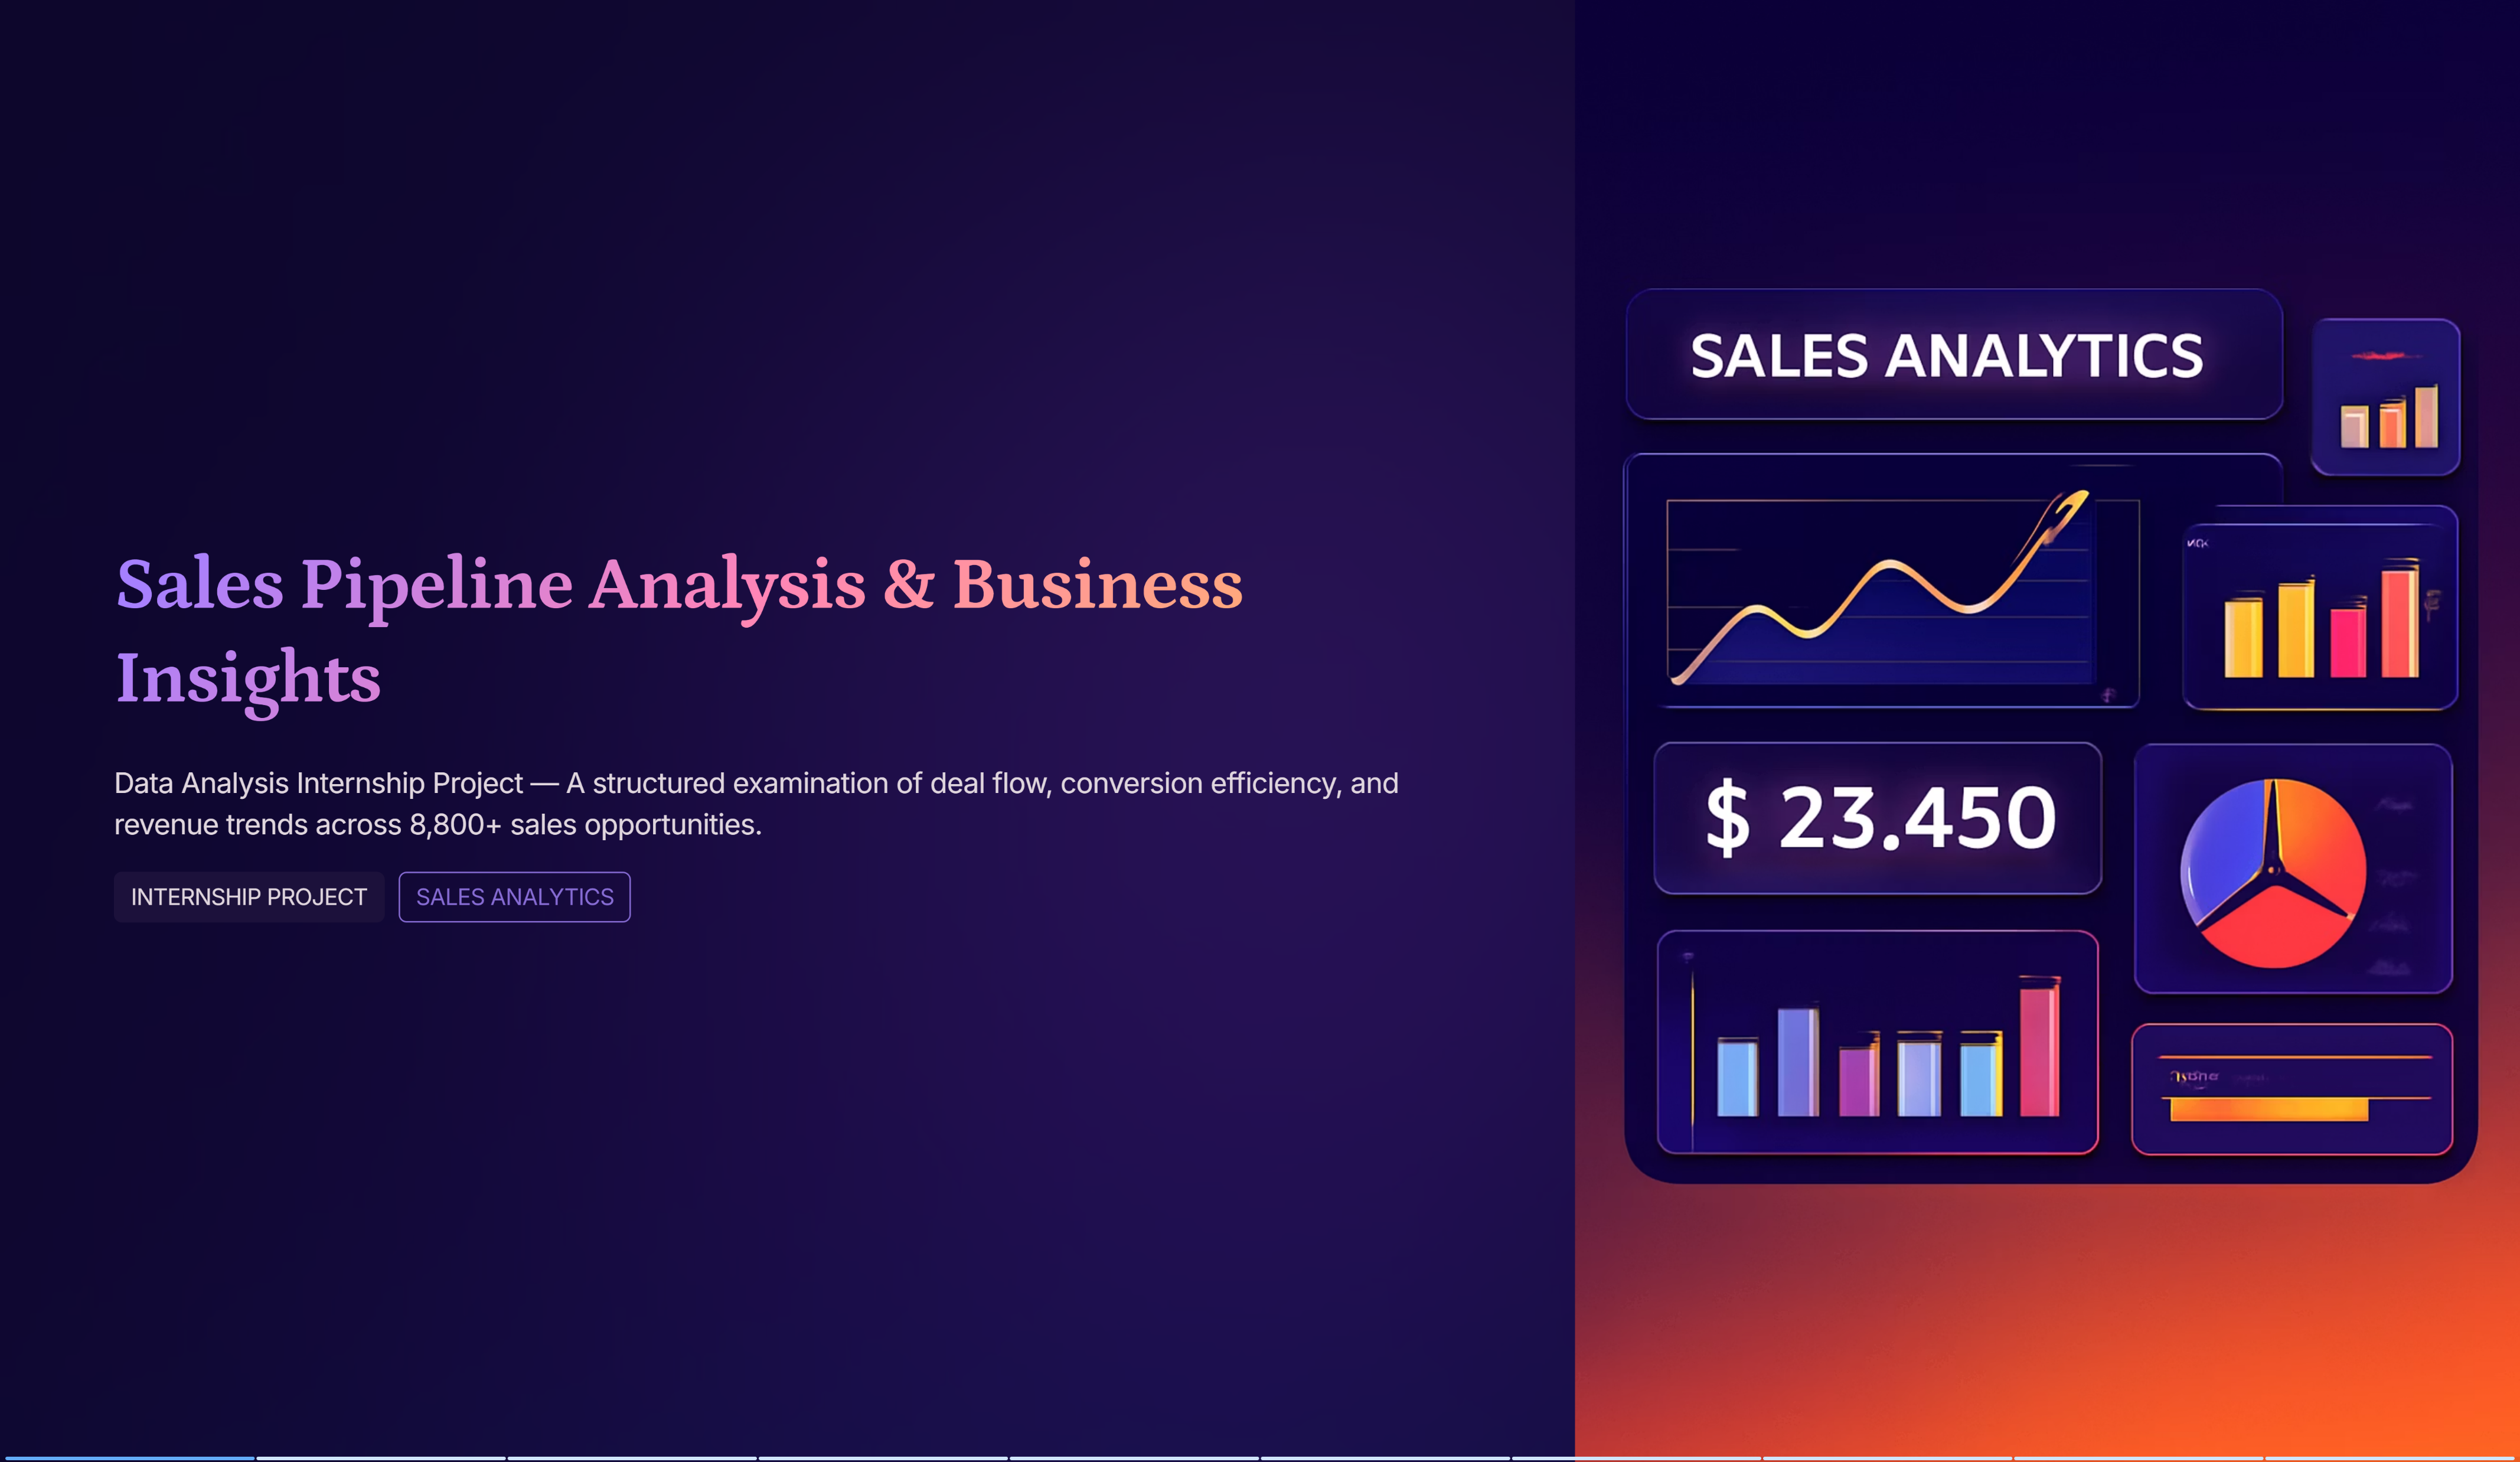 Sales Pipeline Analysis & Business
Insights
Data Analysis Internship Project — A structured examination of deal flow, conversion efficiency, and
revenue trends across 8,800+ sales opportunities.
INTERNSHIP PROJECT
SALES ANALYTICS
SALES ANALYTICS
$ 23.450